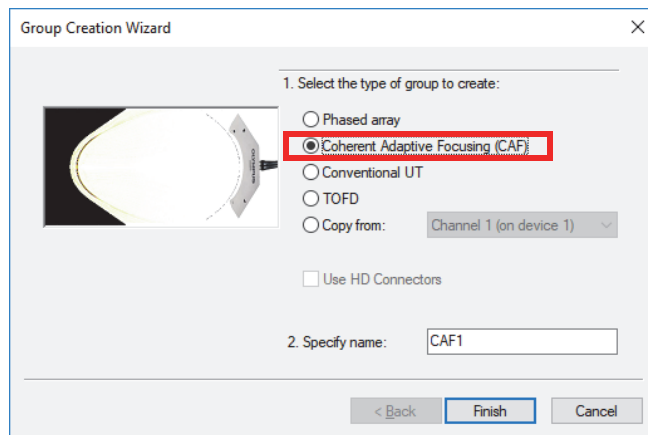 Group Creation Wizard
1. Select the type of group to create:
Phased array
Coherent Adaptive Focusing (CAF)
Conventional UT
TOFD
Copy from: Channel 1 (on device 1)
Use HD Connectors
2. Specify name: CAF1
< Back Finish Cancel
OLYMPUS